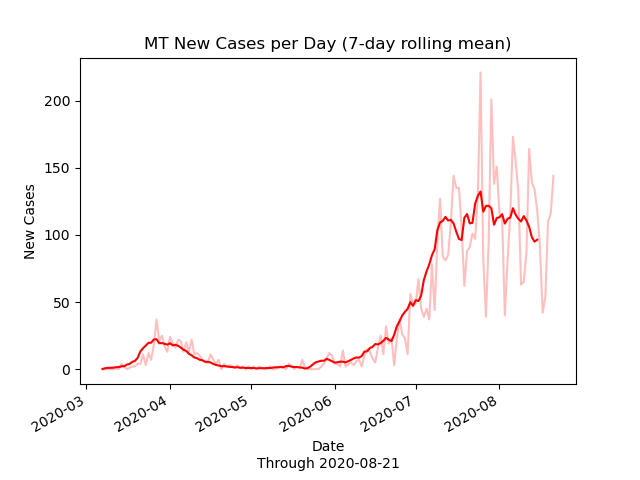 MT New Cases per Day (7-day rolling mean)
New Cases
200
150
100
50
0
2020-03
2020-04
2020-05
2020-06
2020-07
2020-08
Date
Through 2020-08-21